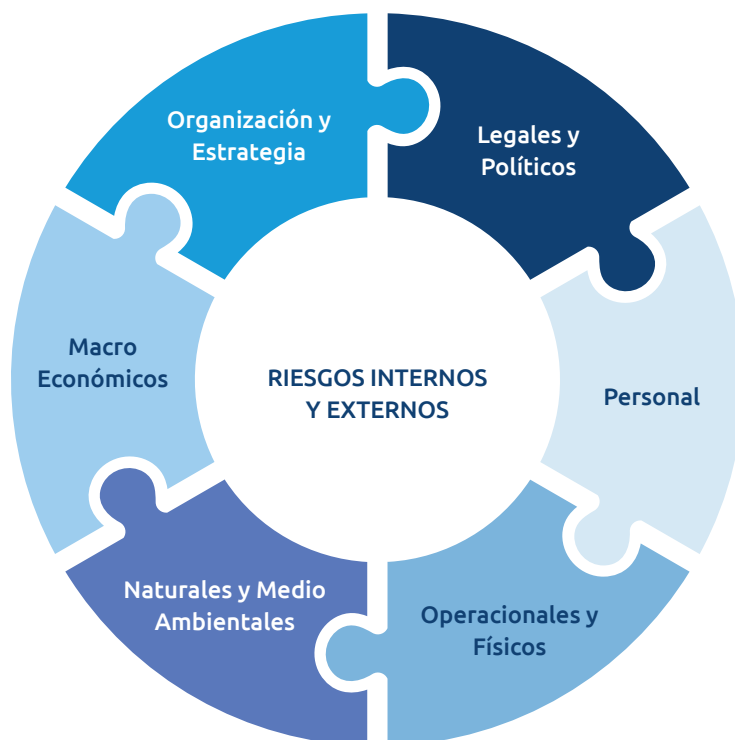 Organización y
Estrategia
Legales y
Políticos
Macro
Económicos
RIESGOS INTERNOS
Y EXTERNOS
Personal
Naturales y Medio
Ambientales
Operacionales y
Físicos